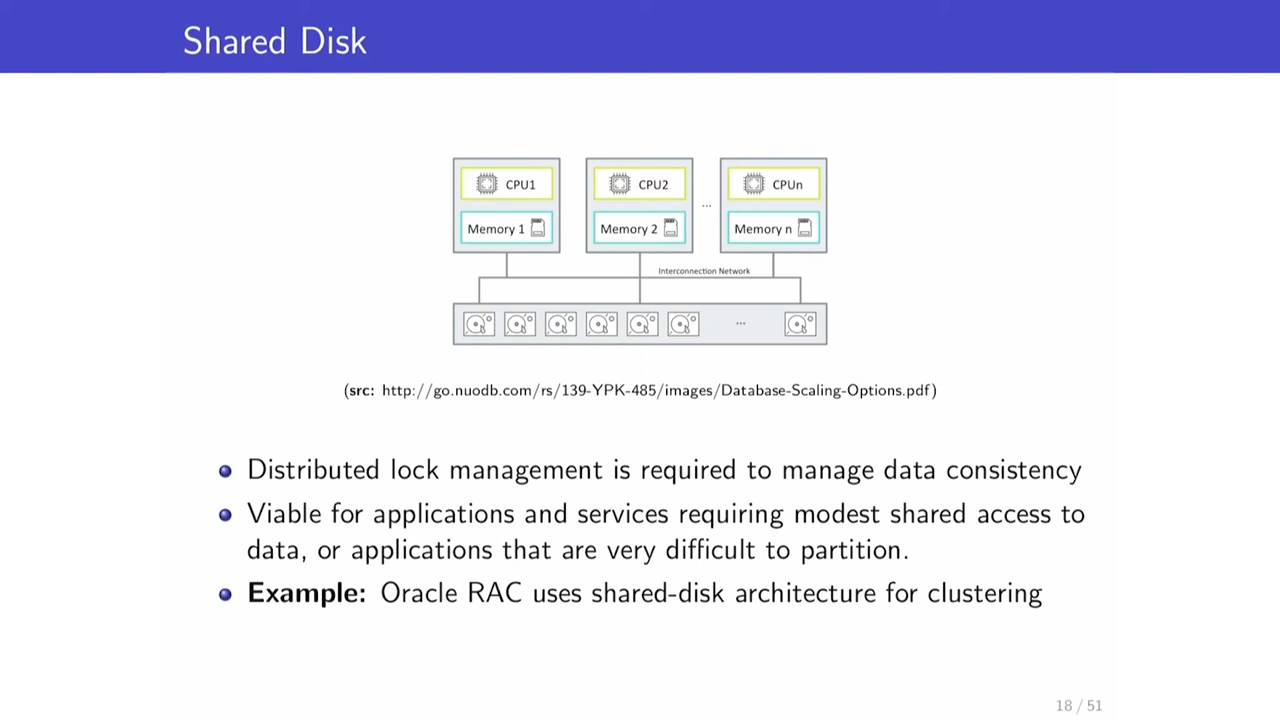 Shared Disk
CPU1
CPU2
CPUn
...
Memory 1
Memory 2
Memory n
Interconnection Network
...
(src: http://go.nuodb.com/rs/139-YPK-485/images/Database-Scaling-Options.pdf)
Distributed lock management is required to manage data consistency
Viable for applications and services requiring modest shared access to
data, or applications that are very difficult to partition.
Example: Oracle RAC uses shared-disk architecture for clustering
18 / 51